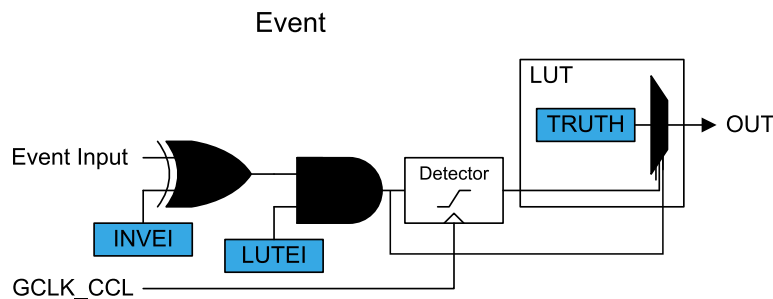 Event
LUT
TRUTH
OUT
Event Input
Detector
INVEI
LUTEI
GCLK_CCL